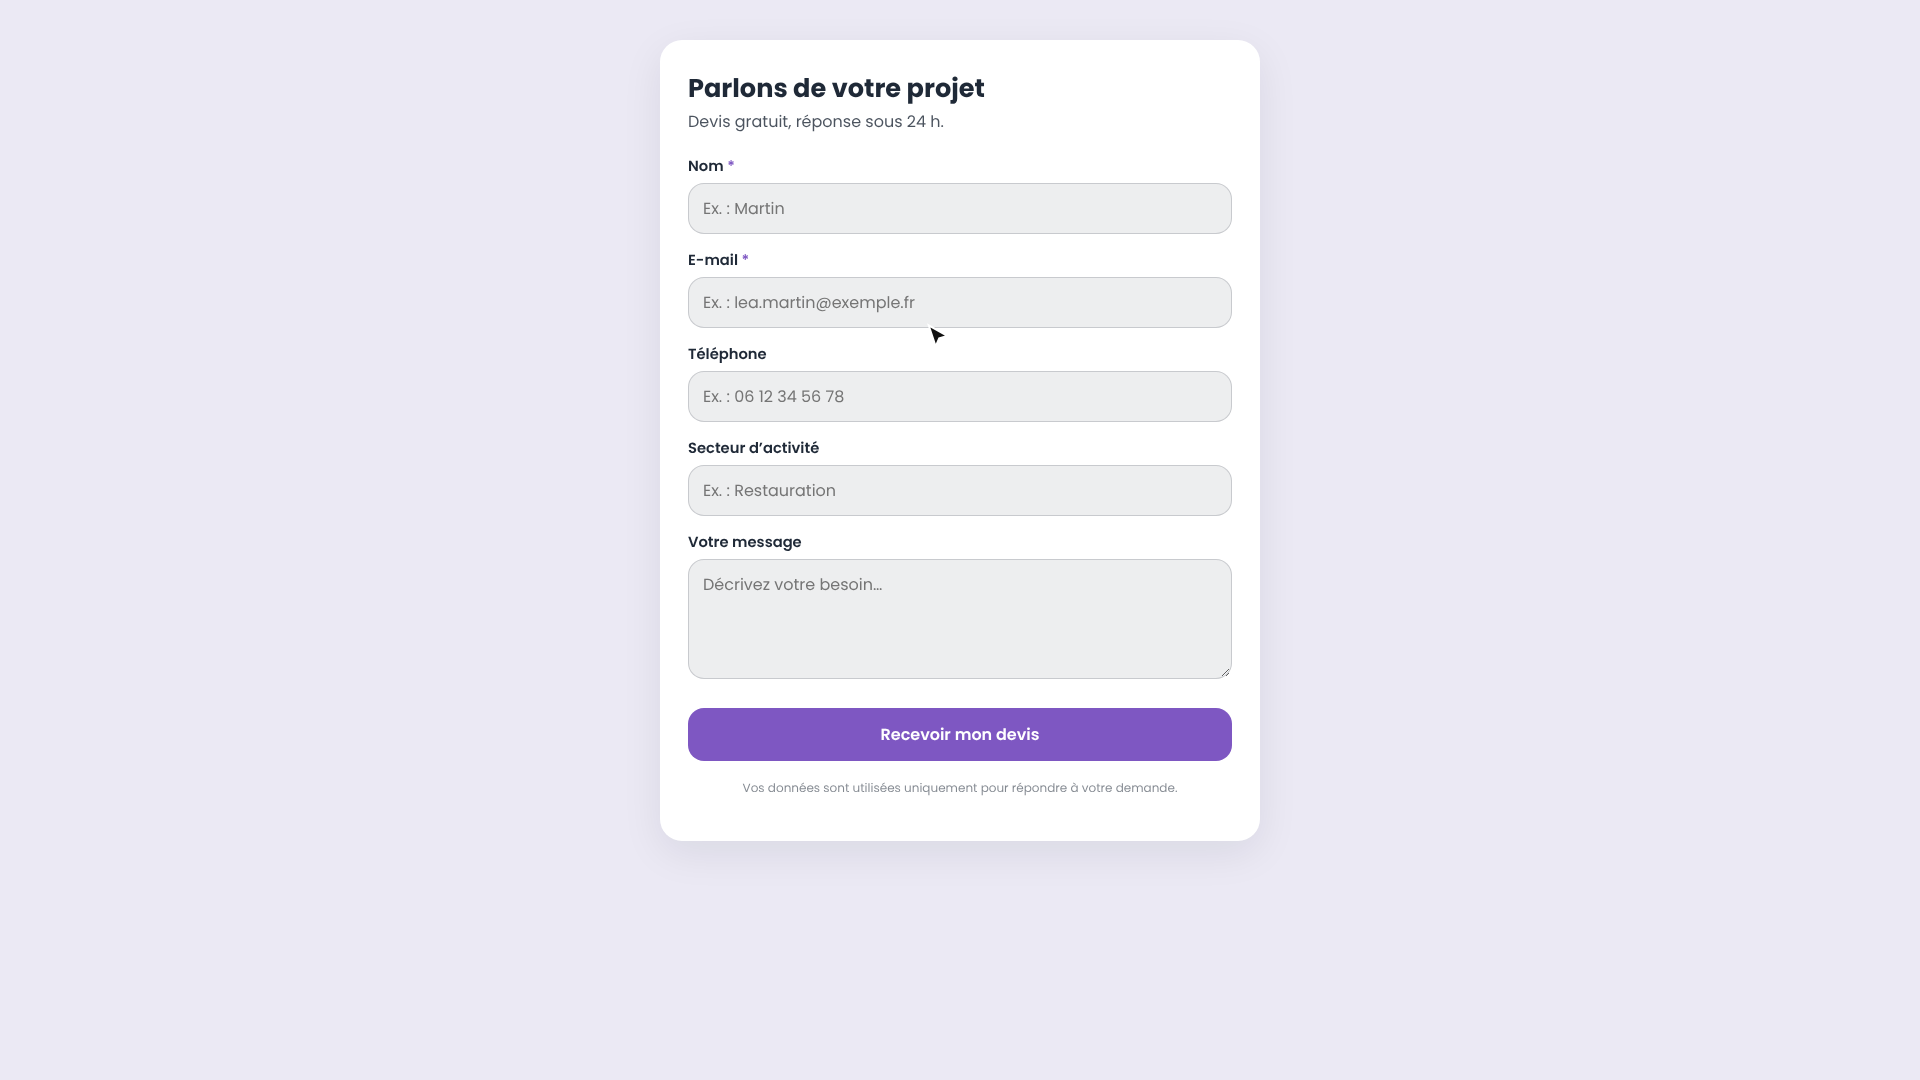 Parlons de votre projet
Devis gratuit, réponse sous 24 h.
Nom *
Ex. : Martin
E-mail *
Ex. : lea.martin@exemple.fr
Téléphone
Ex. : 06 12 34 56 78
Secteur d’activité
Ex. : Restauration
Votre message
Décrivez votre besoin…
Recevoir mon devis
Vos données sont utilisées uniquement pour répondre à votre demande.